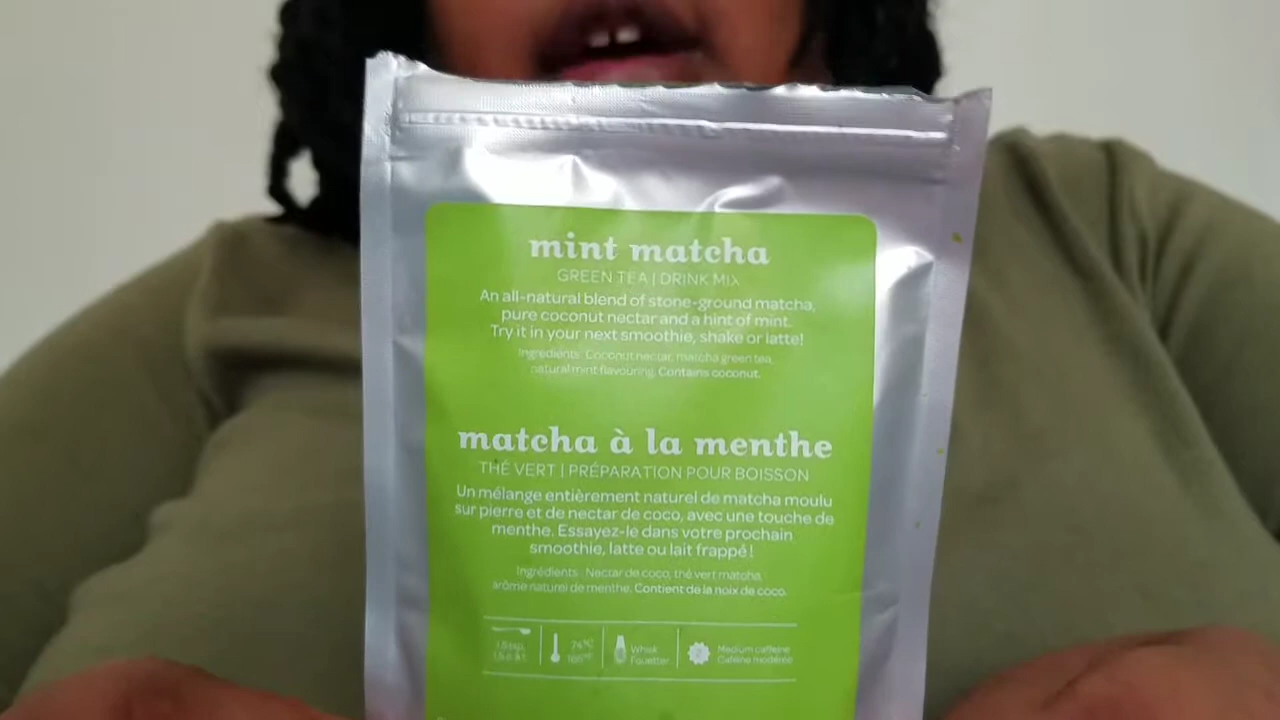 mint matcha
GREEN TEA | DRINK MIX
An all-natural blend of stone-ground matcha,
pure coconut nectar and a hint of mint.
Try it in your next smoothie, shake or latte!
Ingredients: Coconut nectar, matcha green tea,
natural mint flavouring. Contains coconut.
matcha à la menthe
THÉ VERT | PRÉPARATION POUR BOISSON
Un mélange entièrement naturel de matcha moulu
sur pierre et de nectar de coco, avec une touche de
menthe. Essayez-le dans votre prochain
smoothie, latte ou lait frappé!
Ingrédients : Nectar de coco, thé vert matcha,
arôme naturel de menthe. Contient de la noix de coco.
Whisk
Fouetter
Medium caffeine
Caféine modérée